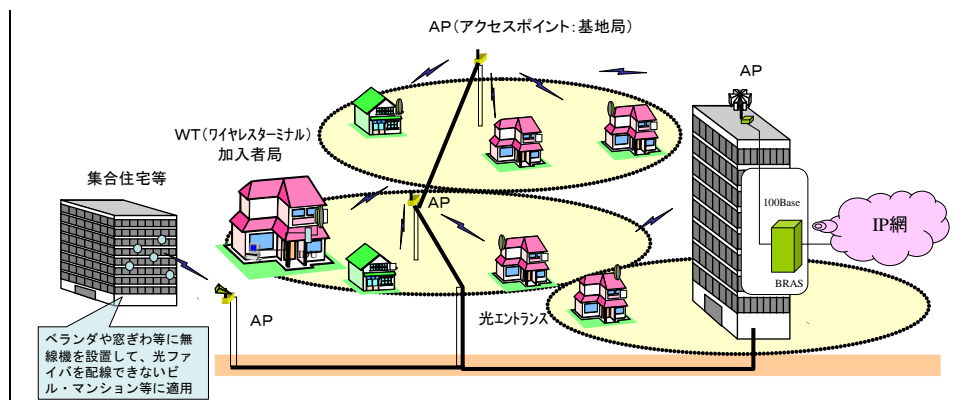 AP（アクセスポイント：基地局）
AP
WT（ワイヤレスターミナル）
加入者局
集合住宅等
AP
100Base
IP網
BRAS
光エントランス
AP
ベランダや窓ぎわ等に無
線機を設置して、光ファ
イバを配線できないビ
ル・マンション等に適用